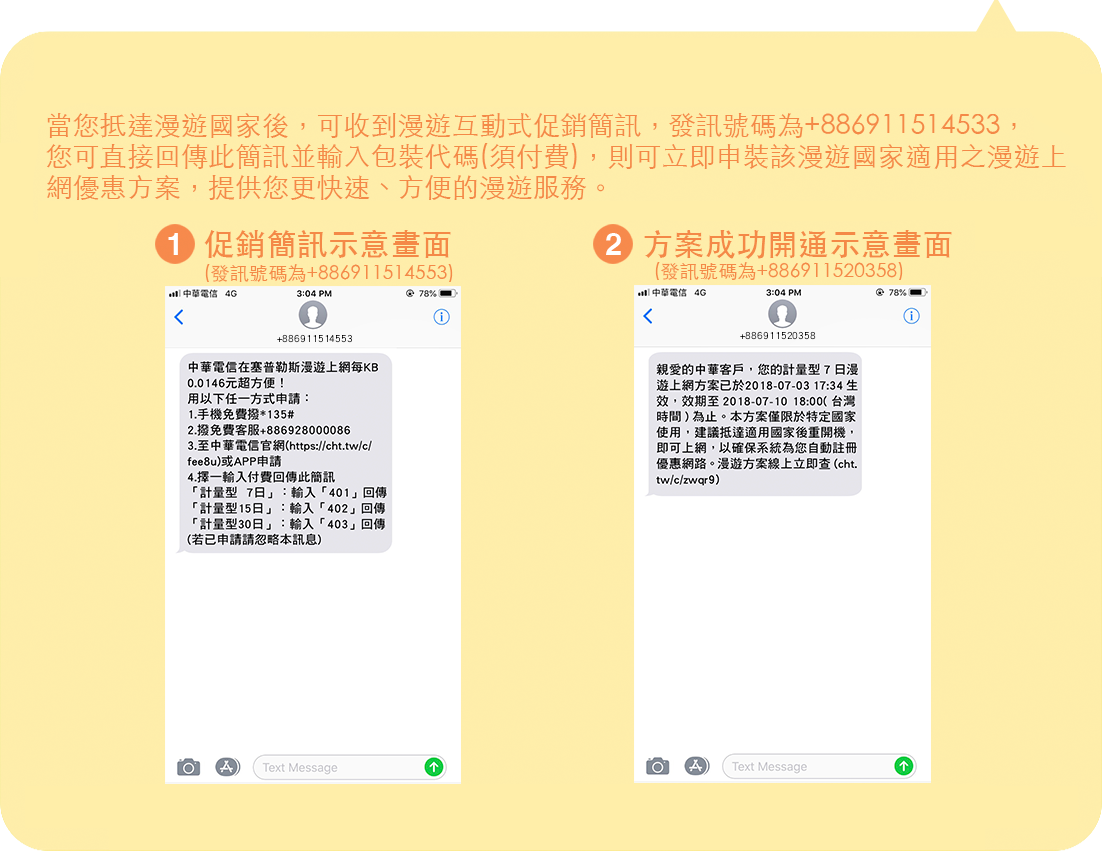 當您抵達漫遊國家後，可收到漫遊互動式促銷簡訊，發訊號碼為+886911514533，
您可直接回傳此簡訊並輸入包裝代碼(須付費)，則可立即申裝該漫遊國家適用之漫遊上
網優惠方案，提供您更快速、方便的漫遊服務。
1 促銷簡訊示意畫面
(發訊號碼為+886911514553)
中華電信 4G 3:04 PM 78%
+886911514553
中華電信在塞普勒斯漫遊上網每KB
0.0146元超方便！
用以下任一方式申請：
1.手機免費撥*135#
2.撥免費客服+886928000086
3.至中華電信官網(https://cht.tw/c/
fee8u)或APP申請
4.擇一輸入付費回傳此簡訊
「計量型 7日」：輸入「401」回傳
「計量型15日」：輸入「402」回傳
「計量型30日」：輸入「403」回傳
(若已申請請忽略本訊息)
Text Message
2 方案成功開通示意畫面
(發訊號碼為+886911520358)
中華電信 4G 3:04 PM 78%
+886911520358
親愛的中華客戶，您的計量型 7 日漫
遊上網方案已於2018-07-03 17:34 生
效，效期至 2018-07-10 18:00( 台灣
時間 ) 為止。本方案僅限於特定國家
使用，建議抵達適用國家後重開機，
即可上網，以確保系統為您自動註冊
優惠網路。漫遊方案線上立即查 (cht.
tw/c/zwqr9)
Text Message